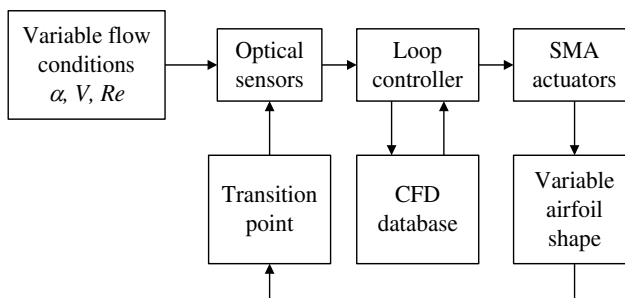 Variable flow
conditions
α, V, Re
Optical
sensors
Loop
controller
SMA
actuators
Transition
point
CFD
database
Variable
airfoil
shape